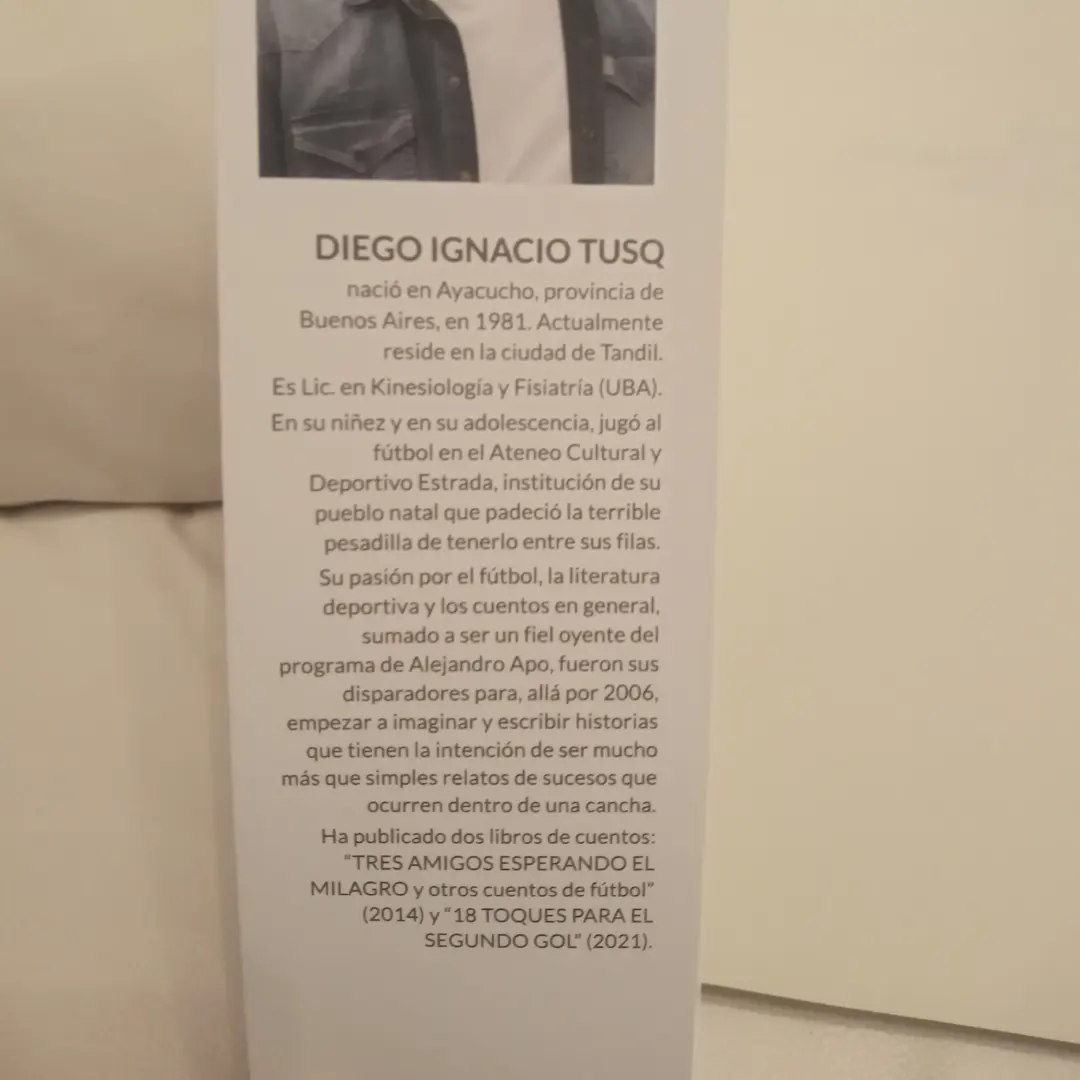 DIEGO IGNACIO TUSQ
nació en Ayacucho, provincia de
Buenos Aires, en 1981. Actualmente
reside en la ciudad de Tandil.
Es Lic. en Kinesiología y Fisiatría (UBA).
En su niñez y en su adolescencia, jugó al
fútbol en el Ateneo Cultural y
Deportivo Estrada, institución de su
pueblo natal que padeció la terrible
pesadilla de tenerlo entre sus filas.
Su pasión por el fútbol, la literatura
deportiva y los cuentos en general,
sumado a ser un fiel oyente del
programa de Alejandro Apo, fueron sus
disparadores para, allá por 2006,
empezar a imaginar y escribir historias
que tienen la intención de ser mucho
más que simples relatos de sucesos que
ocurren dentro de una cancha.
Ha publicado dos libros de cuentos:
“TRES AMIGOS ESPERANDO EL
MILAGRO y otros cuentos de fútbol”
(2014) y “18 TOQUES PARA EL
SEGUNDO GOL” (2021).